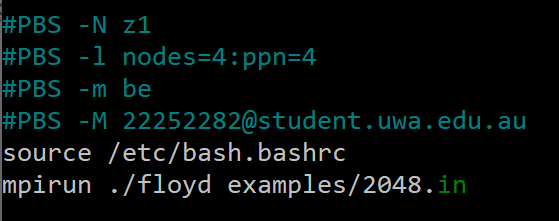 #PBS -N z1
#PBS -l nodes=4:ppn=4
#PBS -m be
#PBS -M 22252282@student.uwa.edu.au
source /etc/bash.bashrc
mpirun ./floyd examples/2048.in